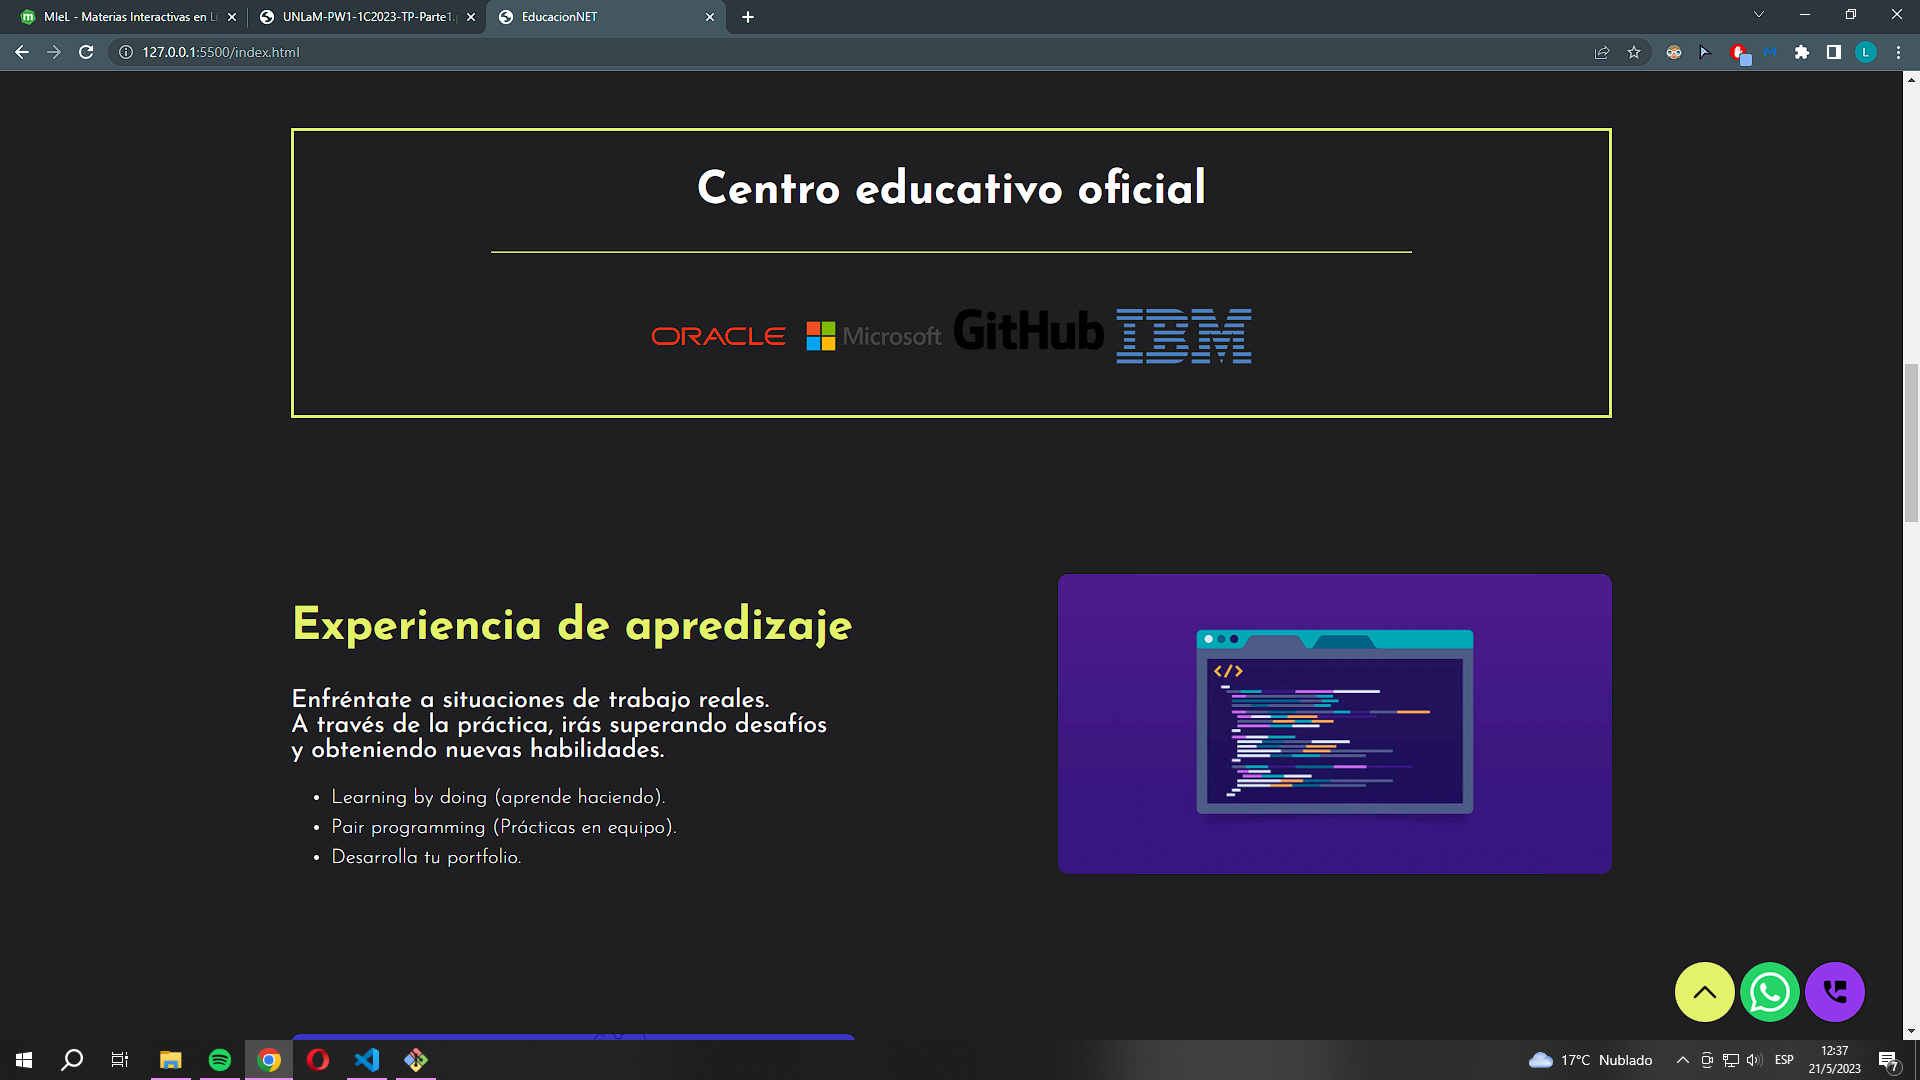 MIeL - Materias Interactivas en Lí
UNLaM-PW1-1C2023-TP-Parte1.
EducacionNET
127.0.0.1:5500/index.html
L
Centro educativo oficial
ORACLE Microsoft GitHub IBM
Experiencia de apredizaje
Enfréntate a situaciones de trabajo reales.
A través de la práctica, irás superando desafíos
y obteniendo nuevas habilidades.
• Learning by doing (aprende haciendo).
• Pair programming (Prácticas en equipo).
• Desarrolla tu portfolio.
</>
17°C Nublado
ESP
12:37
21/5/2023
7